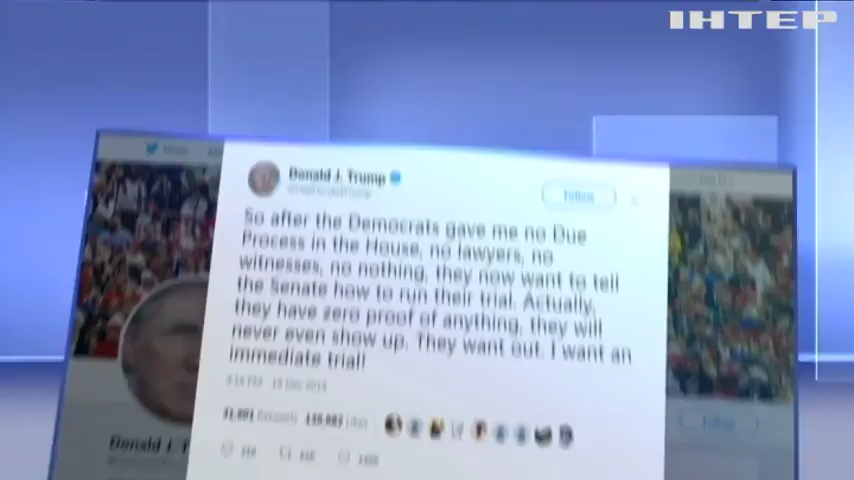 ІНТЕР
Donald J. Trump
Follow
So after the Democrats gave me no Due
Process in the House, no lawyers, no
witnesses, no nothing, they now want to tell
the Senate how to run their trial. Actually,
they have zero proof of anything, they will
never even show up. They want out. I want an
immediate trial!
Donald J. T